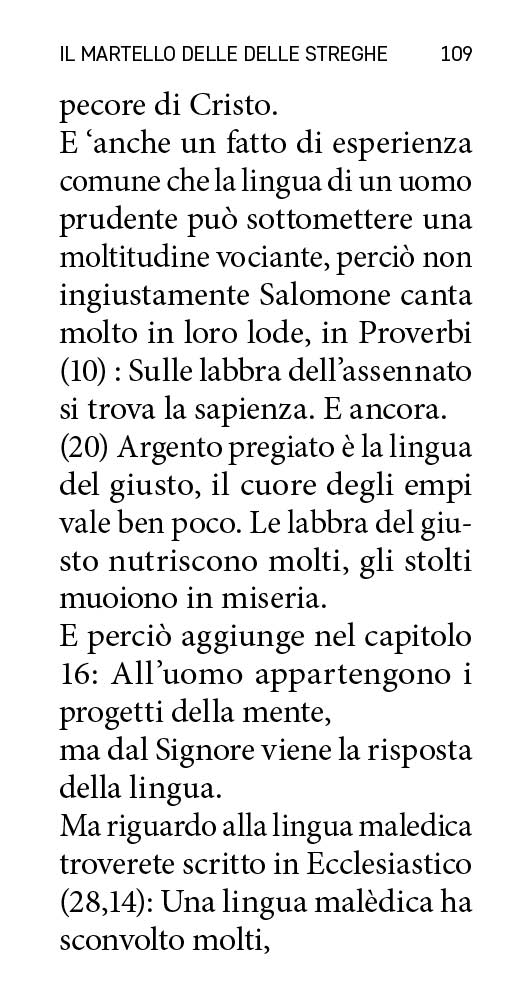 IL MARTELLO DELLE DELLE STREGHE 109
pecore di Cristo.
E ‘anche un fatto di esperienza
comune che la lingua di un uomo
prudente può sottomettere una
moltitudine vociante, perciò non
ingiustamente Salomone canta
molto in loro lode, in Proverbi
(10) : Sulle labbra dell’assennato
si trova la sapienza. E ancora.
(20) Argento pregiato è la lingua
del giusto, il cuore degli empi
vale ben poco. Le labbra del giu-
sto nutriscono molti, gli stolti
muoiono in miseria.
E perciò aggiunge nel capitolo
16: All’uomo appartengono i
progetti della mente,
ma dal Signore viene la risposta
della lingua.
Ma riguardo alla lingua maledica
troverete scritto in Ecclesiastico
(28,14): Una lingua malèdica ha
sconvolto molti,